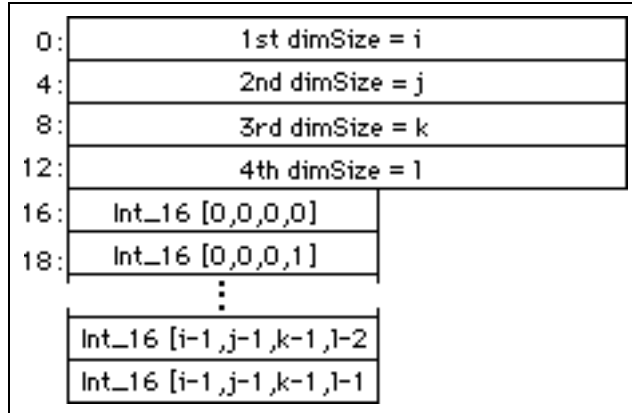 0: 1st dimSize = i
4: 2nd dimSize = j
8: 3rd dimSize = k
12: 4th dimSize = l
16: Int_16 [0,0,0,0]
18: Int_16 [0,0,0,1]
⋮
Int_16 [i-1,j-1,k-1,l-2
Int_16 [i-1,j-1,k-1,l-1